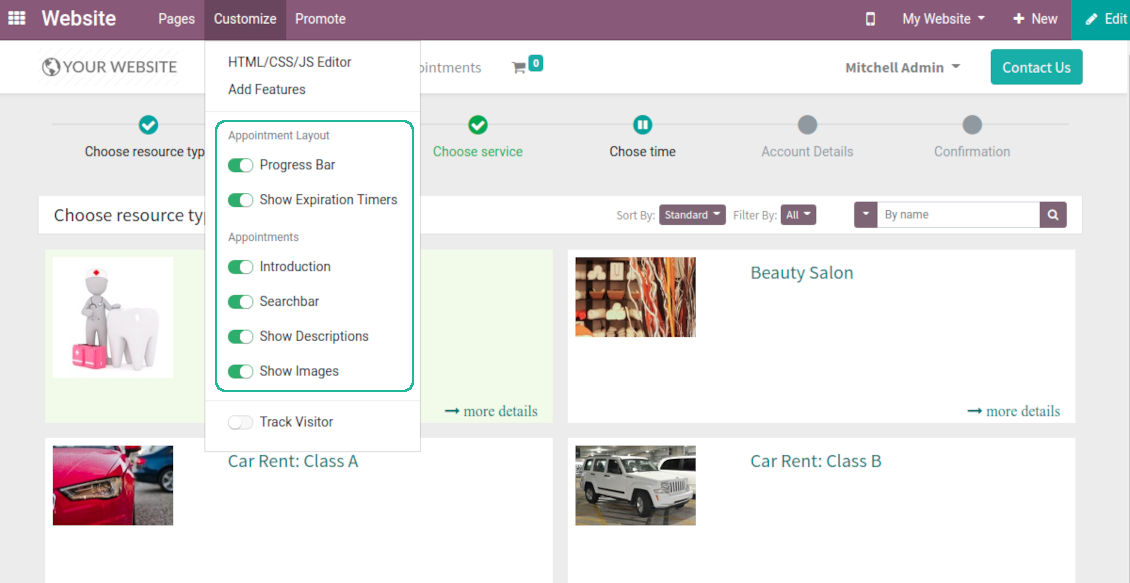 Website Pages Customize Promote My Website + New Edit
YOUR WEBSITE 0 Mitchell Admin Contact Us
HTML/CSS/JS Editor
Add Features
Choose resource Choose service Chose time Account Details Confirmation
Appointment Layout
Progress Bar
Show Expiration Timers
Choose resource Sort By: Standard Filter By: All By name
Appointments
Introduction
Searchbar
Show Descriptions
Show Images
Beauty Salon
more details more details
Track Visitor
Car Rent: Class A Car Rent: Class B